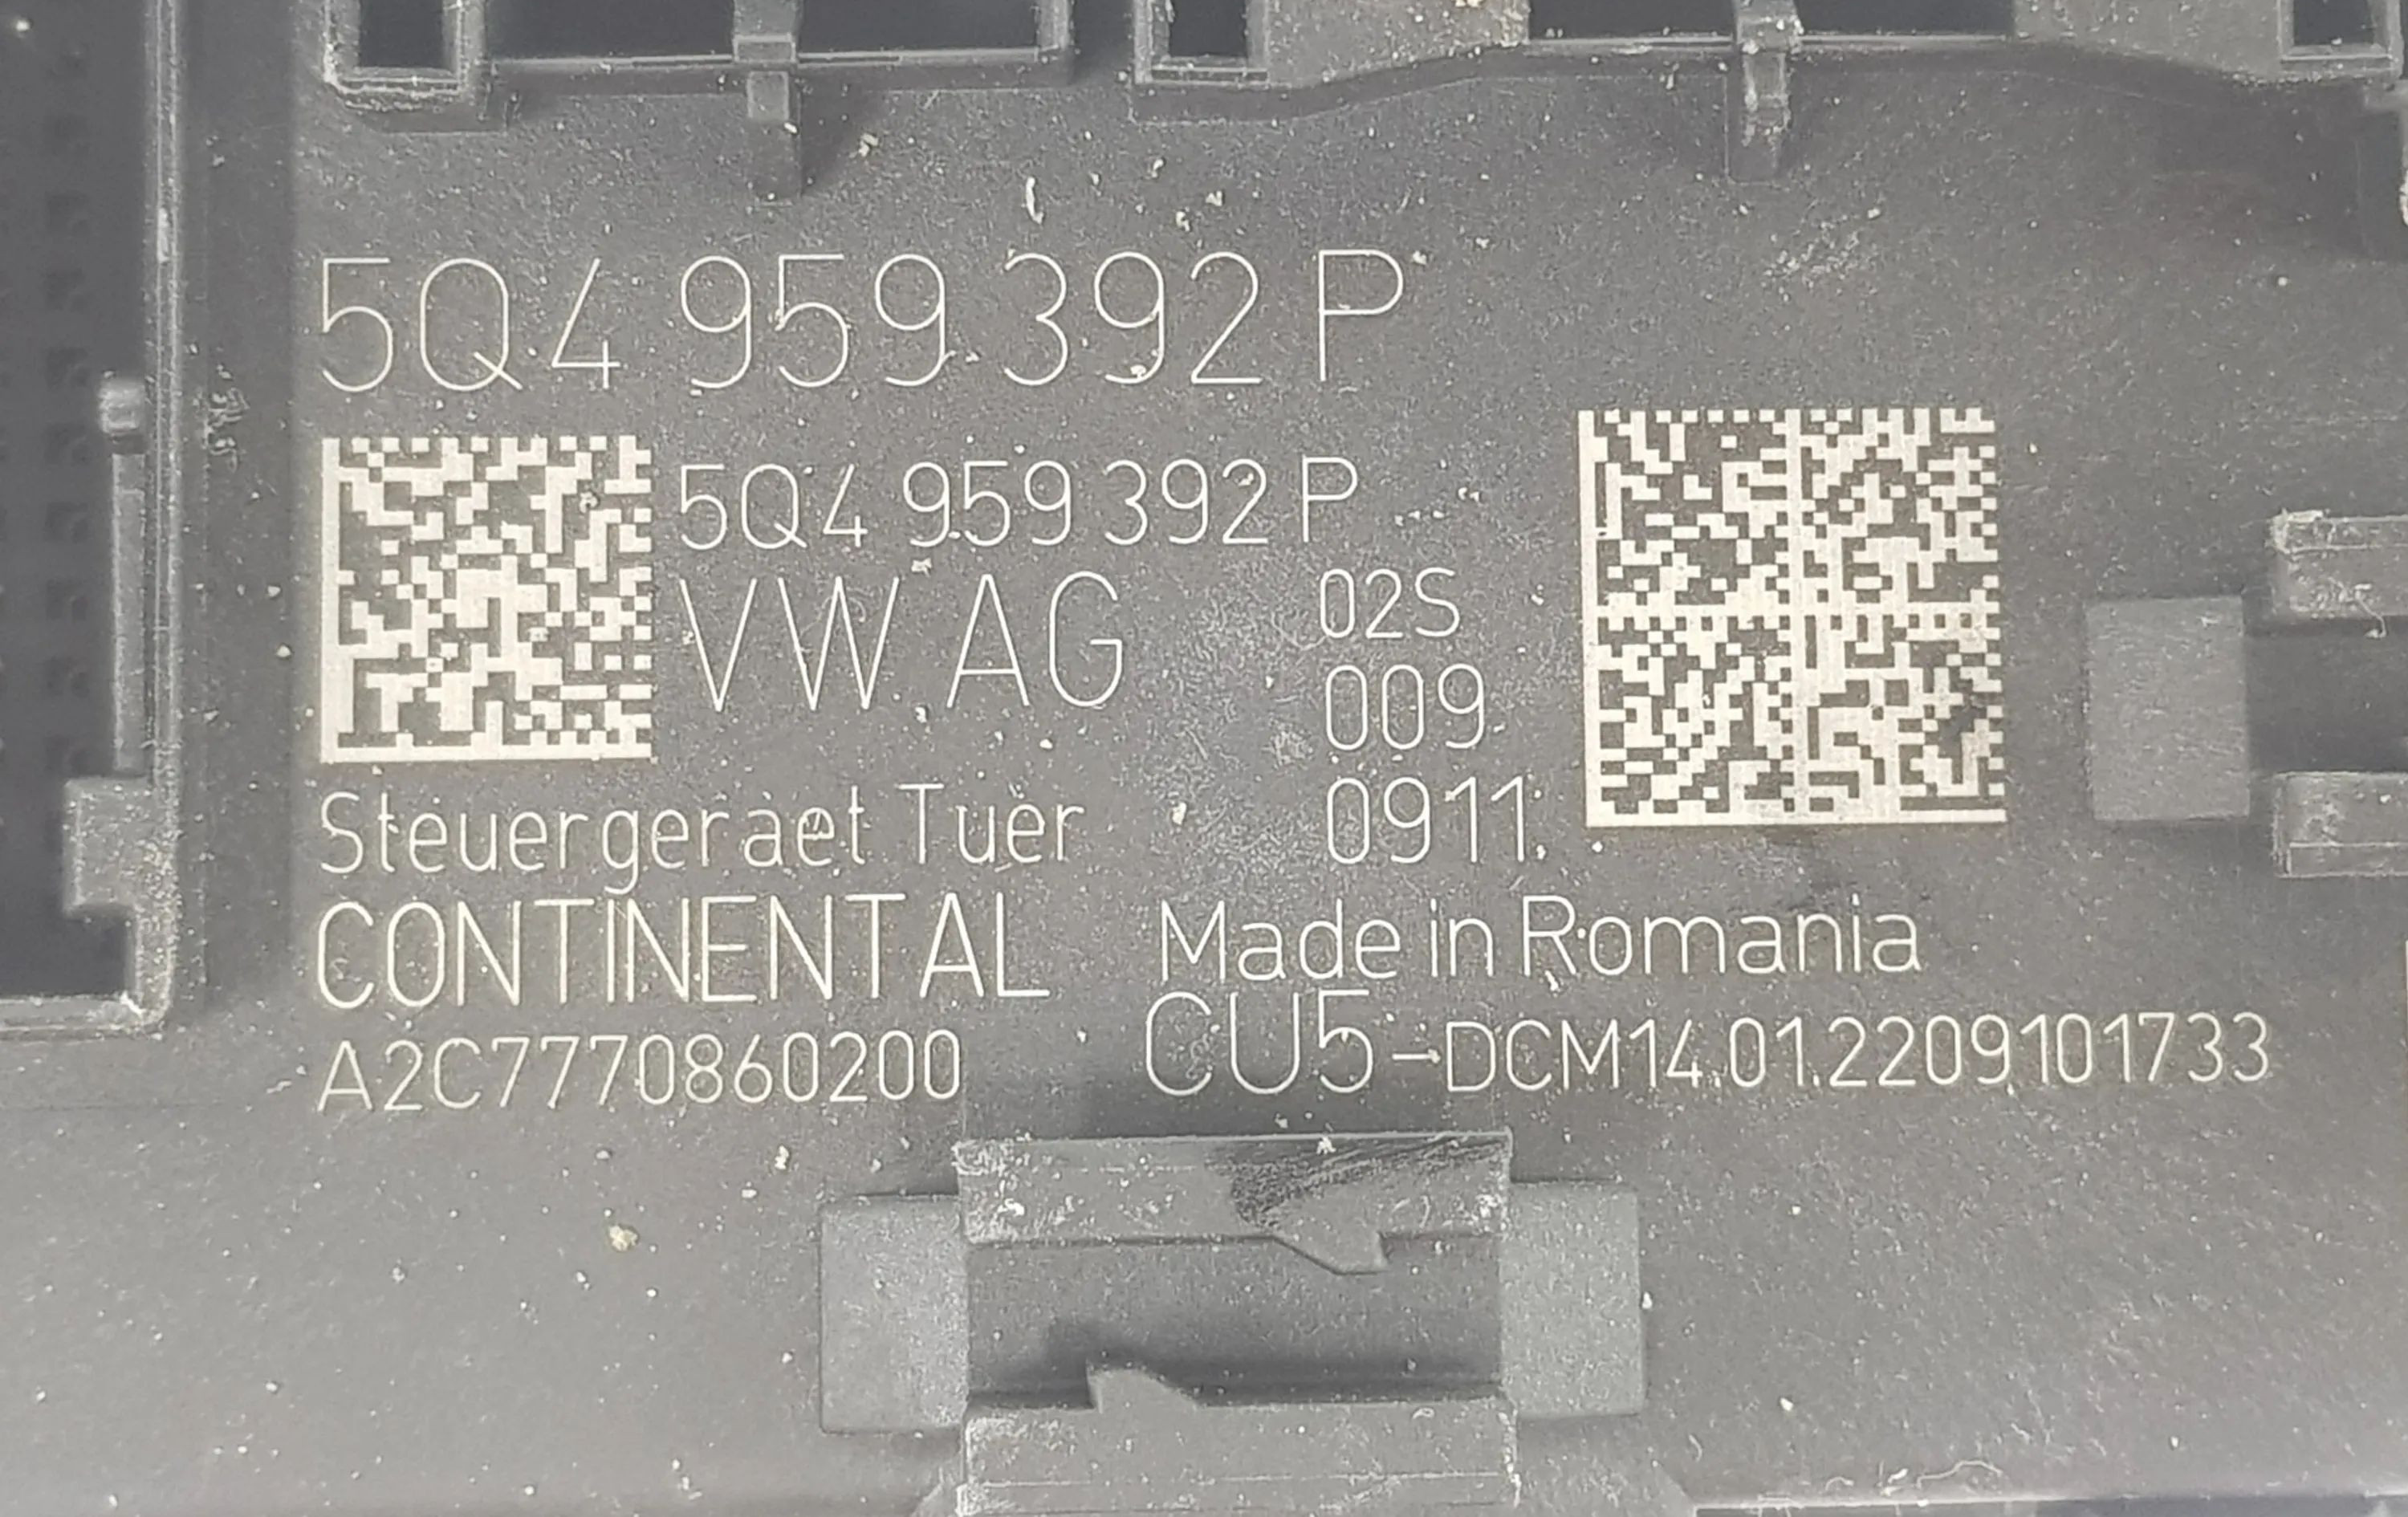 5Q4 959 392 P
5Q4 959 392 P
VW AG
02S
009
0911
Steuergeraet Tuer
CONTINENTAL
Made in Romania
A2C7770860200
CU5-DCM14.01.2209101733